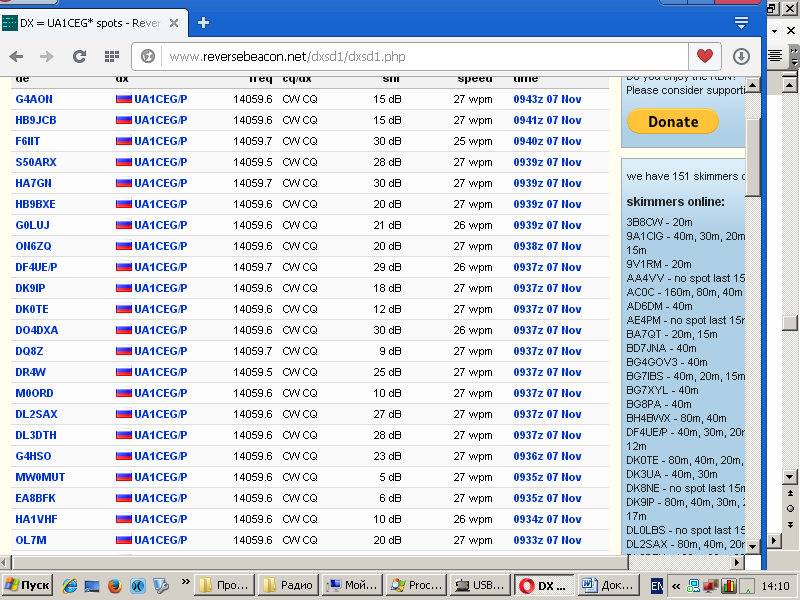 DX = UA1CEG* spots - Rever
www.reversebeacon.net/dxsd1/dxsd1.php
de dx freq cq/dx snr speed time
G4AON UA1CEG/P 14059.6 CW CQ 15 dB 27 wpm 0943z 07 Nov
HB9JCB UA1CEG/P 14059.6 CW CQ 15 dB 27 wpm 0941z 07 Nov
F6IIT UA1CEG/P 14059.7 CW CQ 30 dB 25 wpm 0940z 07 Nov
S50ARX UA1CEG/P 14059.5 CW CQ 28 dB 27 wpm 0939z 07 Nov
HA7GN UA1CEG/P 14059.7 CW CQ 30 dB 27 wpm 0939z 07 Nov
HB9BXE UA1CEG/P 14059.6 CW CQ 20 dB 27 wpm 0939z 07 Nov
G0LUJ UA1CEG/P 14059.6 CW CQ 21 dB 26 wpm 0939z 07 Nov
ON6ZQ UA1CEG/P 14059.6 CW CQ 20 dB 27 wpm 0938z 07 Nov
DF4UE/P UA1CEG/P 14059.7 CW CQ 29 dB 26 wpm 0937z 07 Nov
DK9IP UA1CEG/P 14059.6 CW CQ 18 dB 27 wpm 0937z 07 Nov
DK0TE UA1CEG/P 14059.6 CW CQ 12 dB 27 wpm 0937z 07 Nov
DO4DXA UA1CEG/P 14059.6 CW CQ 30 dB 26 wpm 0937z 07 Nov
DQ8Z UA1CEG/P 14059.7 CW CQ 9 dB 27 wpm 0937z 07 Nov
DR4W UA1CEG/P 14059.5 CW CQ 25 dB 27 wpm 0937z 07 Nov
M0ORD UA1CEG/P 14059.6 CW CQ 10 dB 27 wpm 0937z 07 Nov
DL2SAX UA1CEG/P 14059.6 CW CQ 27 dB 27 wpm 0937z 07 Nov
DL3DTH UA1CEG/P 14059.6 CW CQ 28 dB 27 wpm 0937z 07 Nov
G4HSO UA1CEG/P 14059.6 CW CQ 23 dB 27 wpm 0936z 07 Nov
MW0MUT UA1CEG/P 14059.6 CW CQ 5 dB 27 wpm 0935z 07 Nov
EA8BFK UA1CEG/P 14059.6 CW CQ 6 dB 27 wpm 0935z 07 Nov
HA1VHF UA1CEG/P 14059.6 CW CQ 10 dB 26 wpm 0934z 07 Nov
OL7M UA1CEG/P 14059.6 CW CQ 20 dB 27 wpm 0933z 07 Nov
Do you enjoy the RBN?
Please consider supporti
Donate
we have 151 skimmers o
skimmers online:
3B8CW - 20m
9A1CIG - 40m, 30m, 20m
15m
9V1RM - 20m
AA4VV - no spot last 15
AC0C - 160m, 80m, 40m
AD6DM - 40m
AE4PM - no spot last 15m
BA7QT - 20m, 15m
BD7JNA - 40m
BG4GOV3 - 40m
BG7IBS - 40m, 20m, 15m
BG7XYL - 40m
BG8PA - 40m
BH4BWX - 80m, 40m
DF4UE/P - 40m, 30m, 20m
12m
DK0TE - 80m, 40m, 20m,
DK3UA - 40m, 30m
DK8NE - no spot last 15m
DK9IP - 80m, 40m, 30m,
17m
DL0LBS - no spot last 15
DL2SAX - 80m, 40m, 20m
Пуск
»
Про...
Радио
Мой...
Proc...
USB...
DX ...
Док...
EN
«
14:10